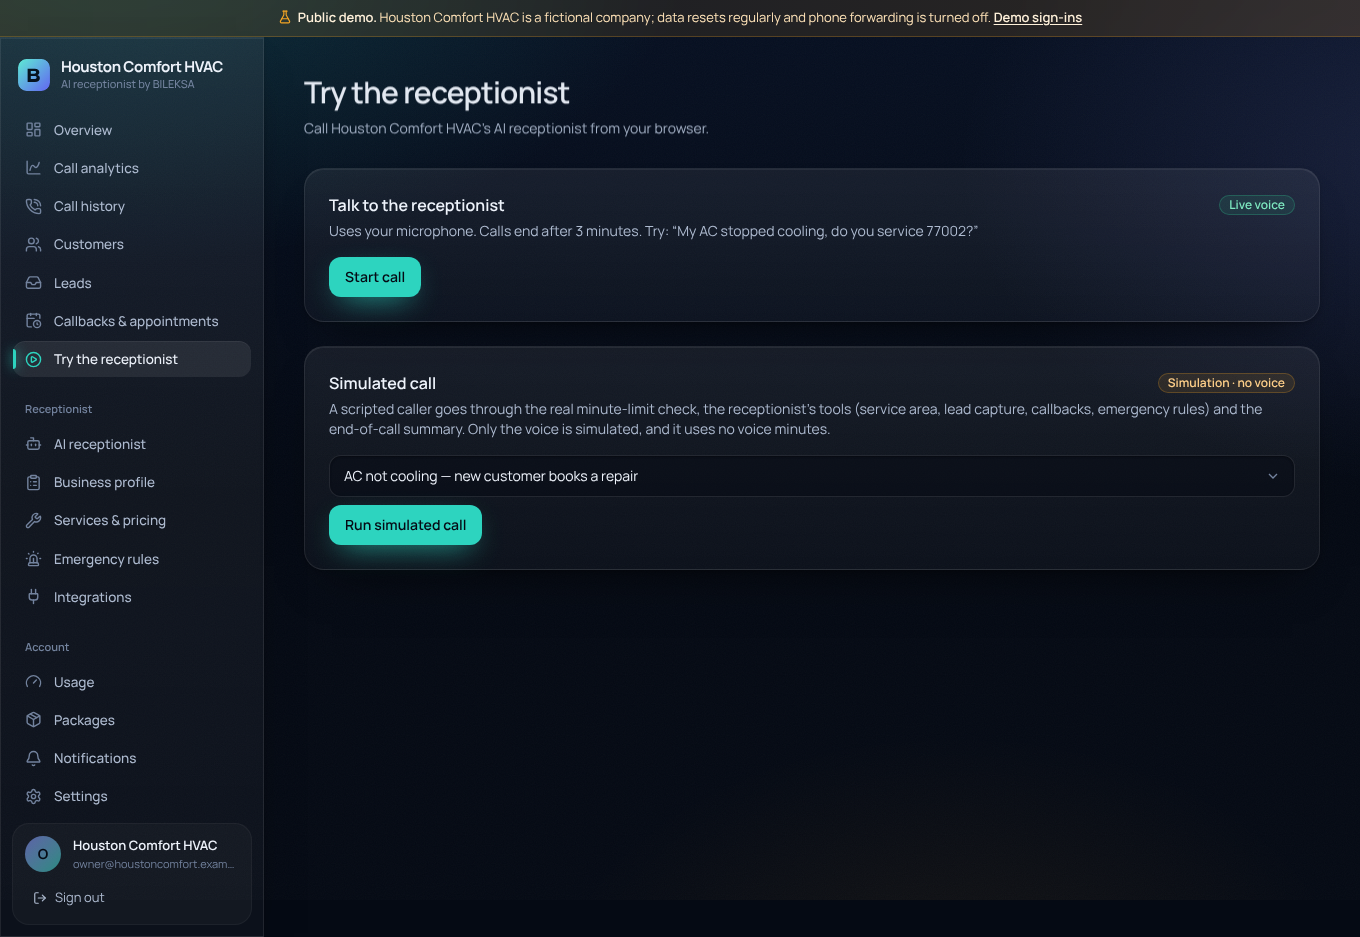 Public demo. Houston Comfort HVAC is a fictional company; data resets regularly and phone forwarding is turned off. Demo sign-ins
B
Houston Comfort HVAC
AI receptionist by BILEKSA
Overview
Call analytics
Call history
Customers
Leads
Callbacks & appointments
Try the receptionist
Receptionist
AI receptionist
Business profile
Services & pricing
Emergency rules
Integrations
Account
Usage
Packages
Notifications
Settings
O
Houston Comfort HVAC
owner@houstoncomfort.exam...
Sign out
Try the receptionist
Call Houston Comfort HVAC's AI receptionist from your browser.
Talk to the receptionist
Live voice
Uses your microphone. Calls end after 3 minutes. Try: “My AC stopped cooling, do you service 77002?”
Start call
Simulated call
Simulation · no voice
A scripted caller goes through the real minute-limit check, the receptionist's tools (service area, lead capture, callbacks, emergency rules) and the
end-of-call summary. Only the voice is simulated, and it uses no voice minutes.
AC not cooling — new customer books a repair
Run simulated call